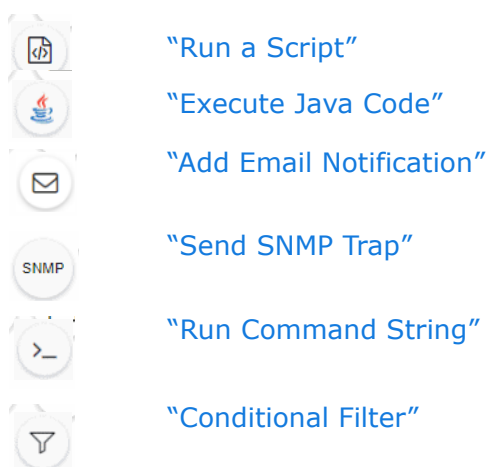 “Run a Script”
“Execute Java Code”
“Add Email Notification”
“Send SNMP Trap”
SNMP
“Run Command String”
“Conditional Filter”